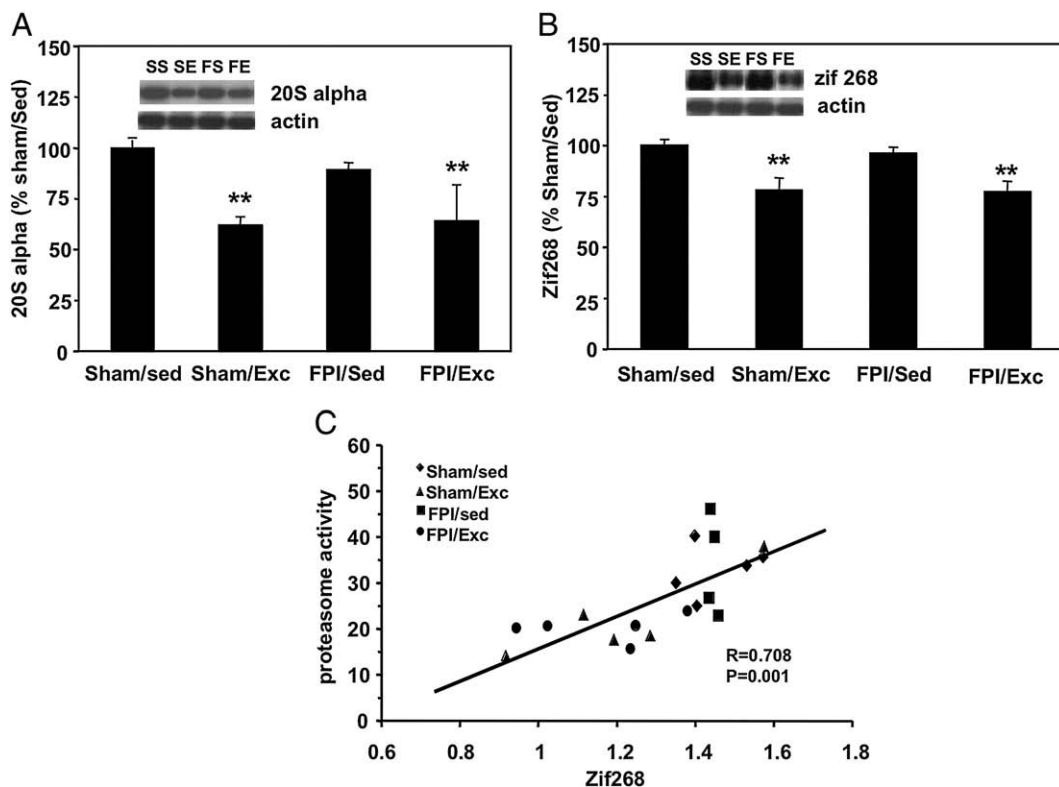 A
150
125
100
75
50
25
0
20S alpha (% sham/Sed)
SS SE FS FE
20S alpha
actin
**
**
Sham/sed Sham/Exc FPI/Sed FPI/Exc
B
150
125
100
75
50
25
0
Zif268 (% Sham/Sed)
SS SE FS FE
zif 268
actin
**
**
Sham/sed Sham/Exc FPI/Sed FPI/Exc
C
60
50
40
30
20
10
0
proteasome activity
Sham/sed
Sham/Exc
FPI/sed
FPI/Exc
R=0.708
P=0.001
0.6 0.8 1 1.2 1.4 1.6 1.8
Zif268